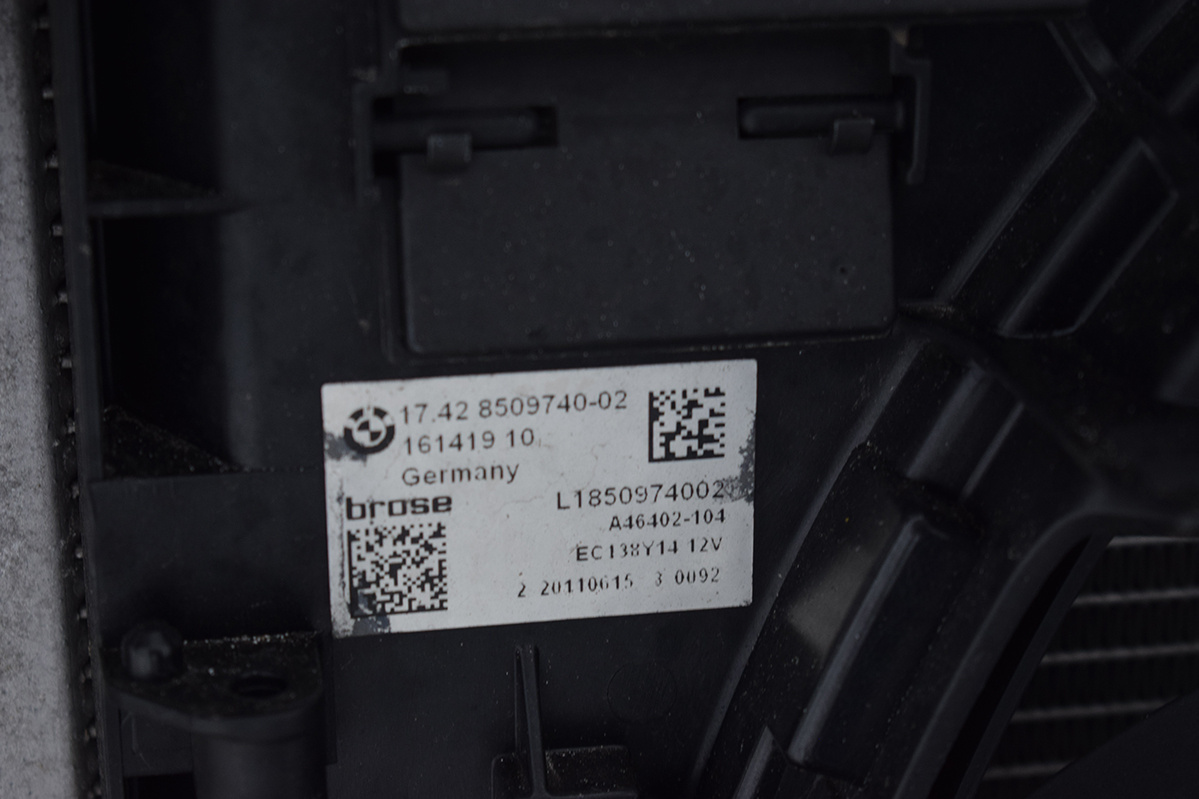 17.42 8509740-02
161419 10
Germany
brose
L1850974002
A46402-104
EC138Y14 12V
2 20110615 3 0092